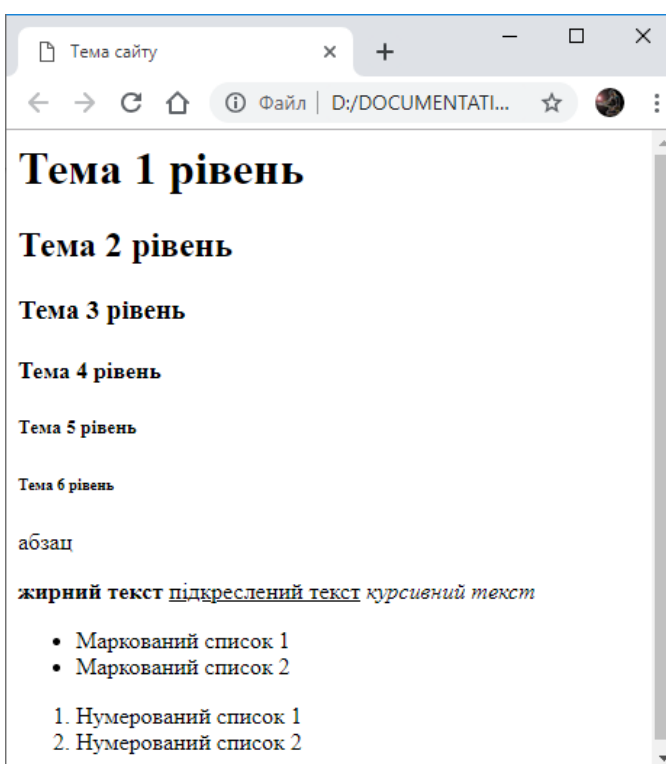 Тема сайту
Файл | D:/DOCUMENTATI...
Тема 1 рівень
Тема 2 рівень
Тема 3 рівень
Тема 4 рівень
Тема 5 рівень
Тема 6 рівень
абзац
жирний текст підкреслений текст курсивний текст
• Маркований список 1
• Маркований список 2
1. Нумерований список 1
2. Нумерований список 2